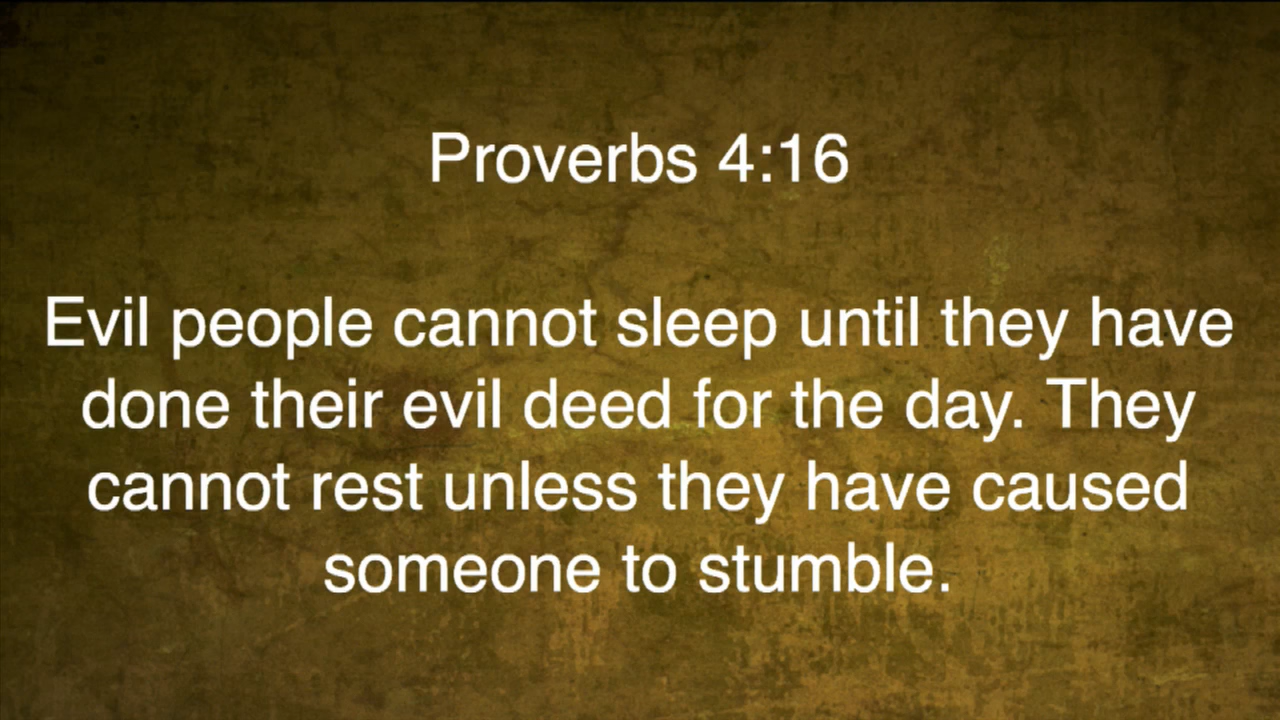 Proverbs 4:16
Evil people cannot sleep until they have
done their evil deed for the day. They
cannot rest unless they have caused
someone to stumble.